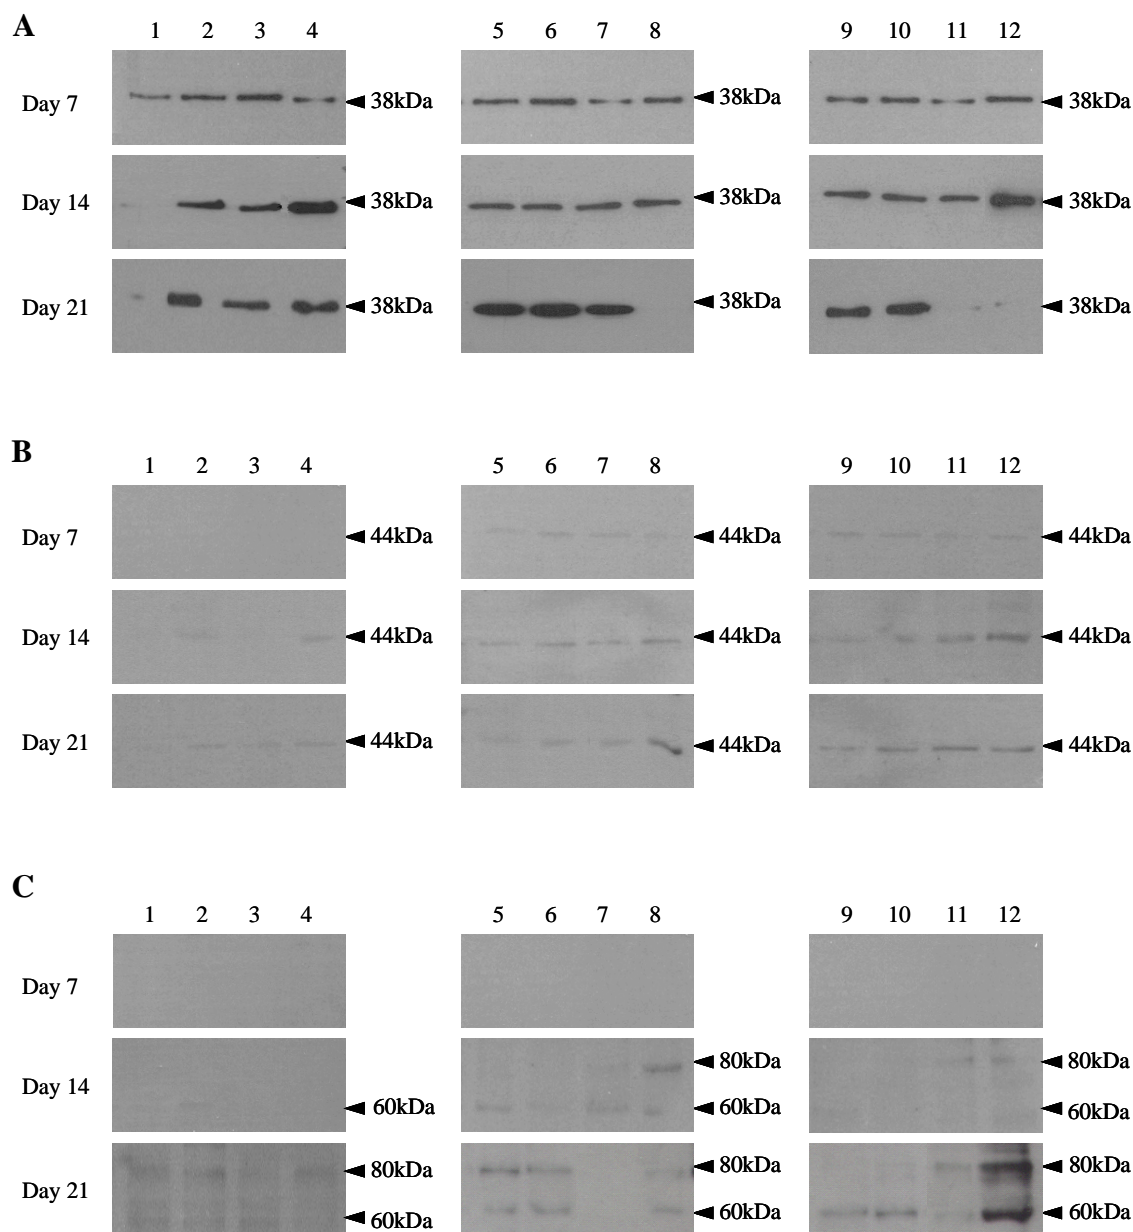 A
1 2 3 4 5 6 7 8 9 10 11 12
Day 7 38kDa 38kDa 38kDa
Day 14 38kDa 38kDa 38kDa
Day 21 38kDa 38kDa 38kDa
B
1 2 3 4 5 6 7 8 9 10 11 12
Day 7 44kDa 44kDa 44kDa
Day 14 44kDa 44kDa 44kDa
Day 21 44kDa 44kDa 44kDa
C
1 2 3 4 5 6 7 8 9 10 11 12
Day 7
80kDa 80kDa
Day 14
60kDa 60kDa 60kDa
80kDa 80kDa 80kDa
Day 21
60kDa 60kDa 60kDa